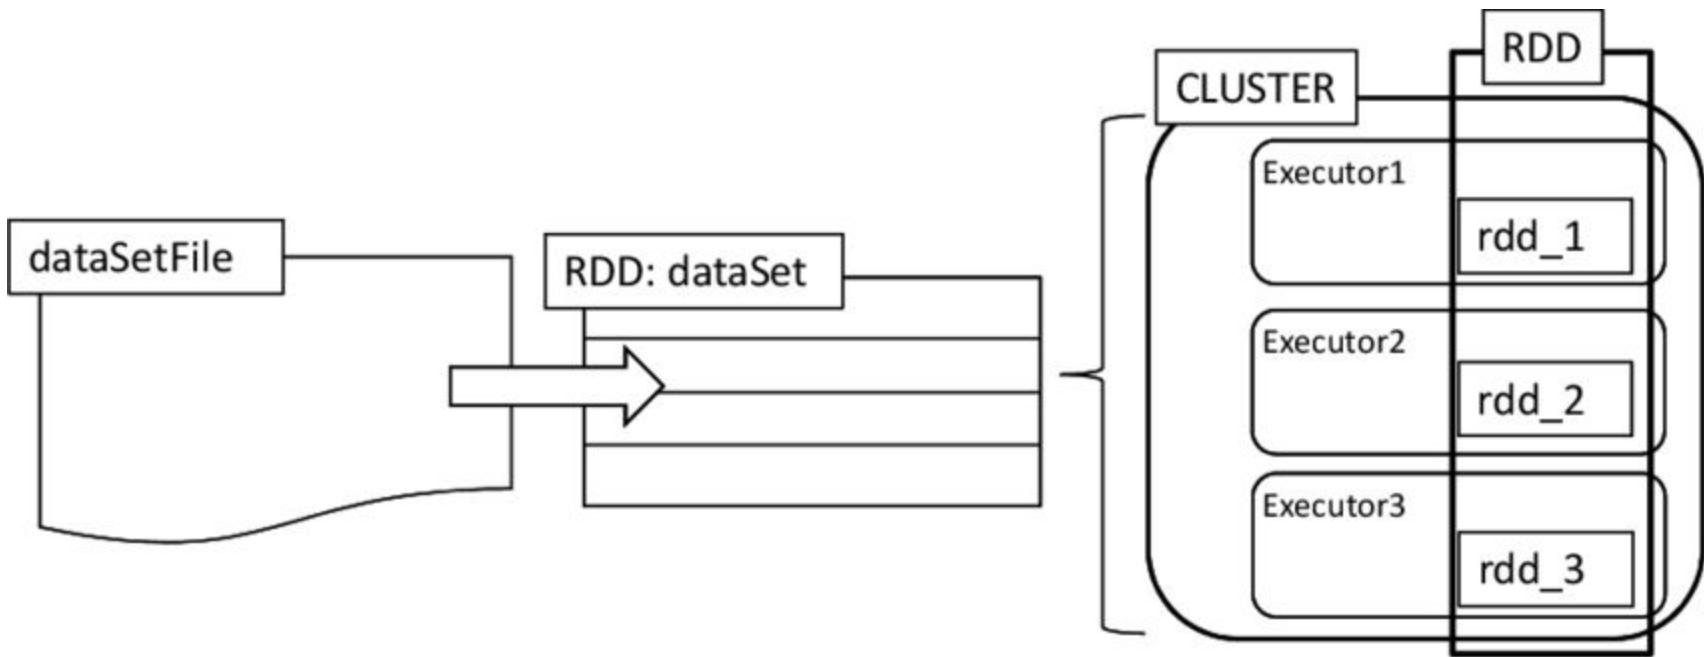 dataSetFile
RDD: dataSet
CLUSTER
RDD
Executor1
rdd_1
Executor2
rdd_2
Executor3
rdd_3